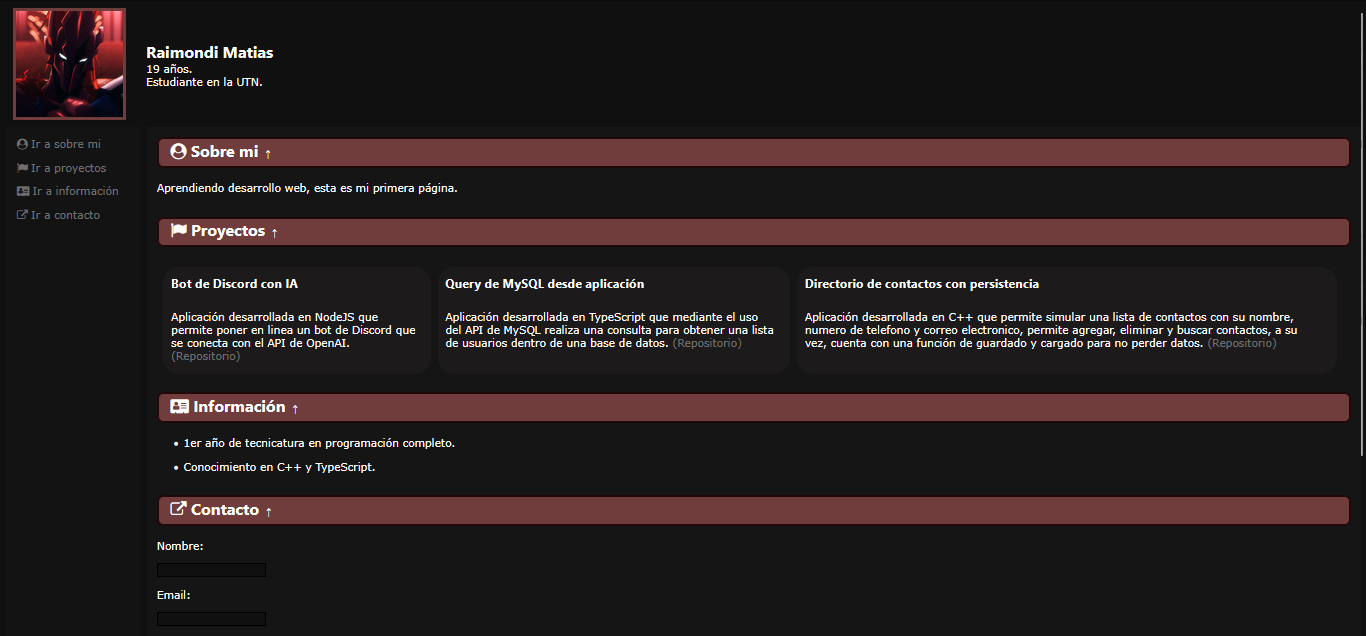 Raimondi Matias
19 años.
Estudiante en la UTN.
Ir a sobre mi
Ir a proyectos
Ir a información
Ir a contacto
Sobre mi ↑
Aprendiendo desarrollo web, esta es mi primera página.
Proyectos ↑
Bot de Discord con IA
Aplicación desarrollada en NodeJS que
permite poner en linea un bot de Discord que
se conecta con el API de OpenAI.
(Repositorio)
Query de MySQL desde aplicación
Aplicación desarrollada en TypeScript que mediante el uso
del API de MySQL realiza una consulta para obtener una lista
de usuarios dentro de una base de datos. (Repositorio)
Directorio de contactos con persistencia
Aplicación desarrollada en C++ que permite simular una lista de contactos con su nombre,
numero de telefono y correo electronico, permite agregar, eliminar y buscar contactos, a su
vez, cuenta con una función de guardado y cargado para no perder datos. (Repositorio)
Información ↑
• 1er año de tecnicatura en programación completo.
• Conocimiento en C++ y TypeScript.
Contacto ↑
Nombre:
Email: